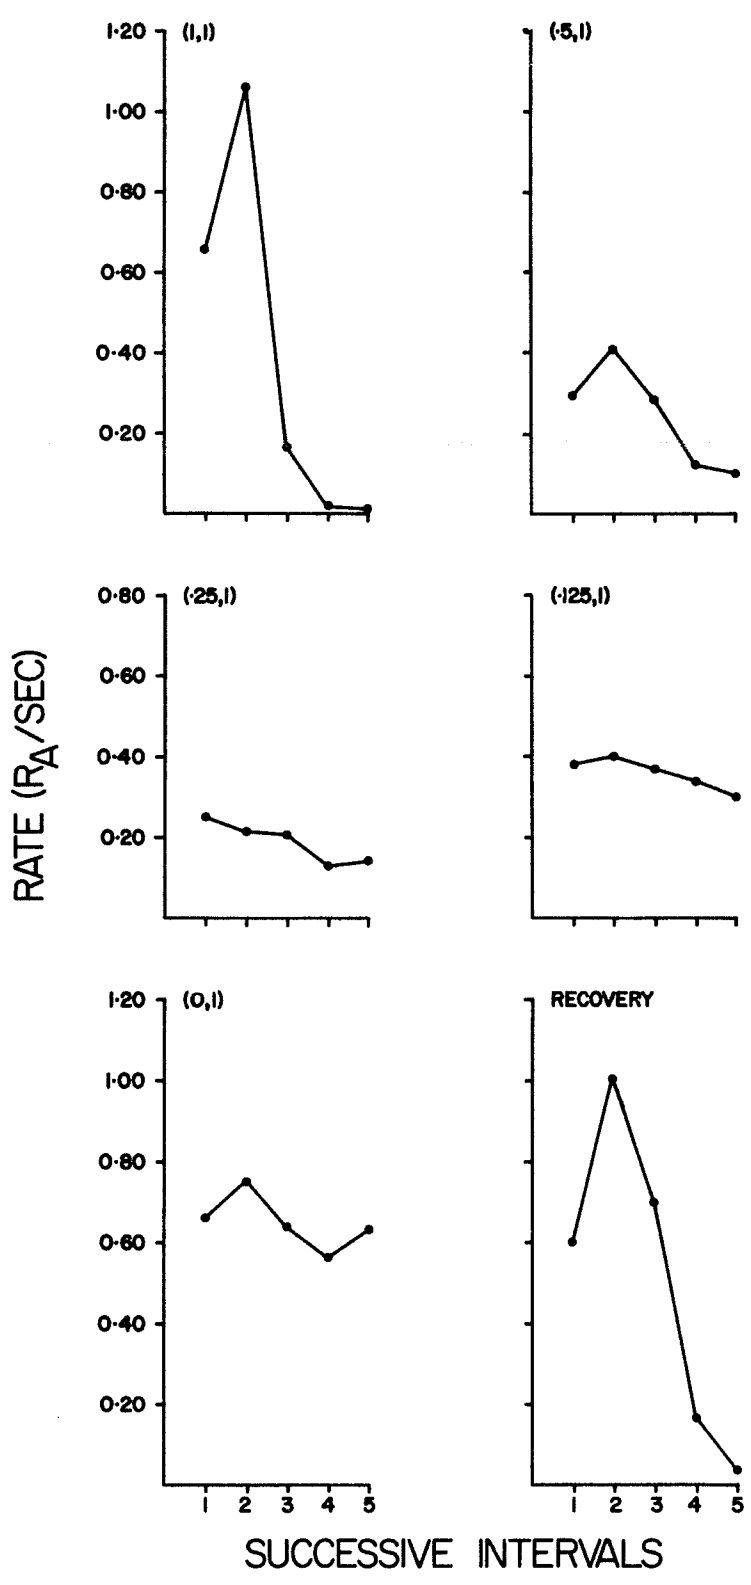 1·20 (1,1) (·5,1)
1·00
0·80
0·60
0·40
0·20
0·80 (·25,1) (·125,1)
0·60
0·40
0·20
RATE (RA/SEC)
1·20 (0,1) RECOVERY
1·00
0·80
0·60
0·40
0·20
1 2 3 4 5 1 2 3 4 5
SUCCESSIVE INTERVALS